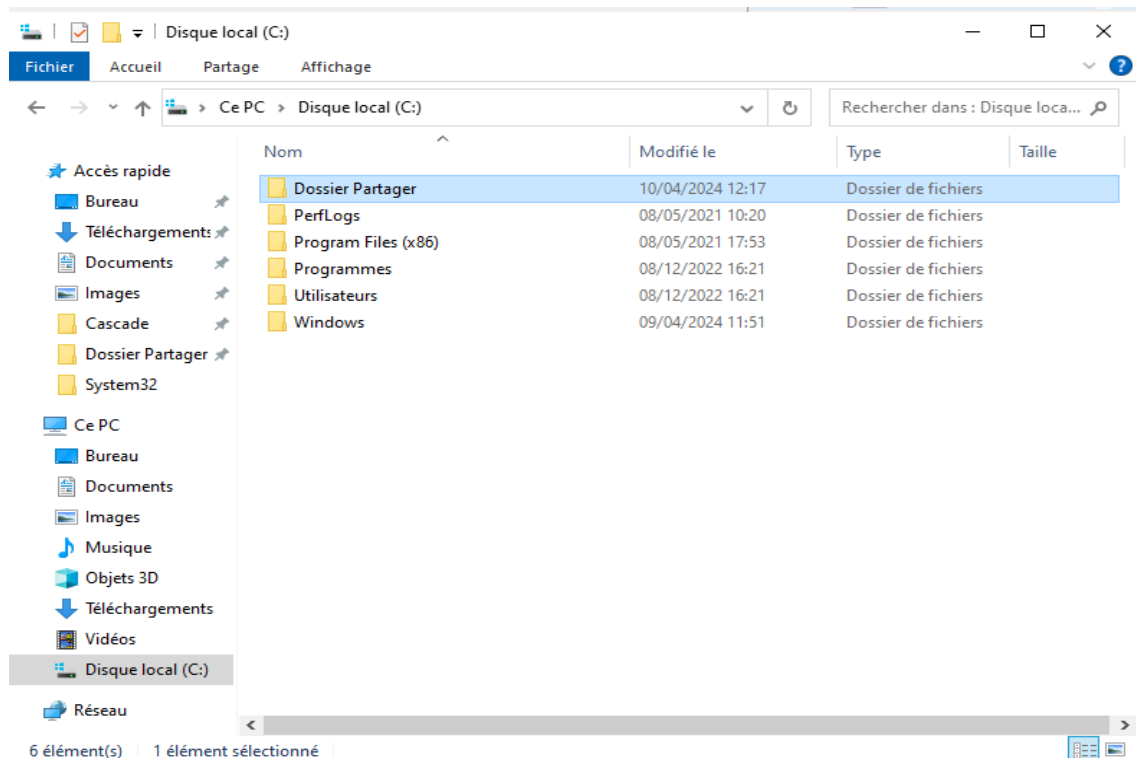 Disque local (C:)
Fichier Accueil Partage Affichage
Ce PC Disque local (C:) Rechercher dans : Disque loca...
Nom Modifié le Type Taille
Accès rapide
Bureau
Téléchargements
Documents
Images
Cascade
Dossier Partager
System32
Ce PC
Bureau
Documents
Images
Musique
Objets 3D
Téléchargements
Vidéos
Disque local (C:)
Réseau
Dossier Partager 10/04/2024 12:17 Dossier de fichiers
PerfLogs 08/05/2021 10:20 Dossier de fichiers
Program Files (x86) 08/05/2021 17:53 Dossier de fichiers
Programmes 08/12/2022 16:21 Dossier de fichiers
Utilisateurs 08/12/2022 16:21 Dossier de fichiers
Windows 09/04/2024 11:51 Dossier de fichiers
6 élément(s) 1 élément sélectionné